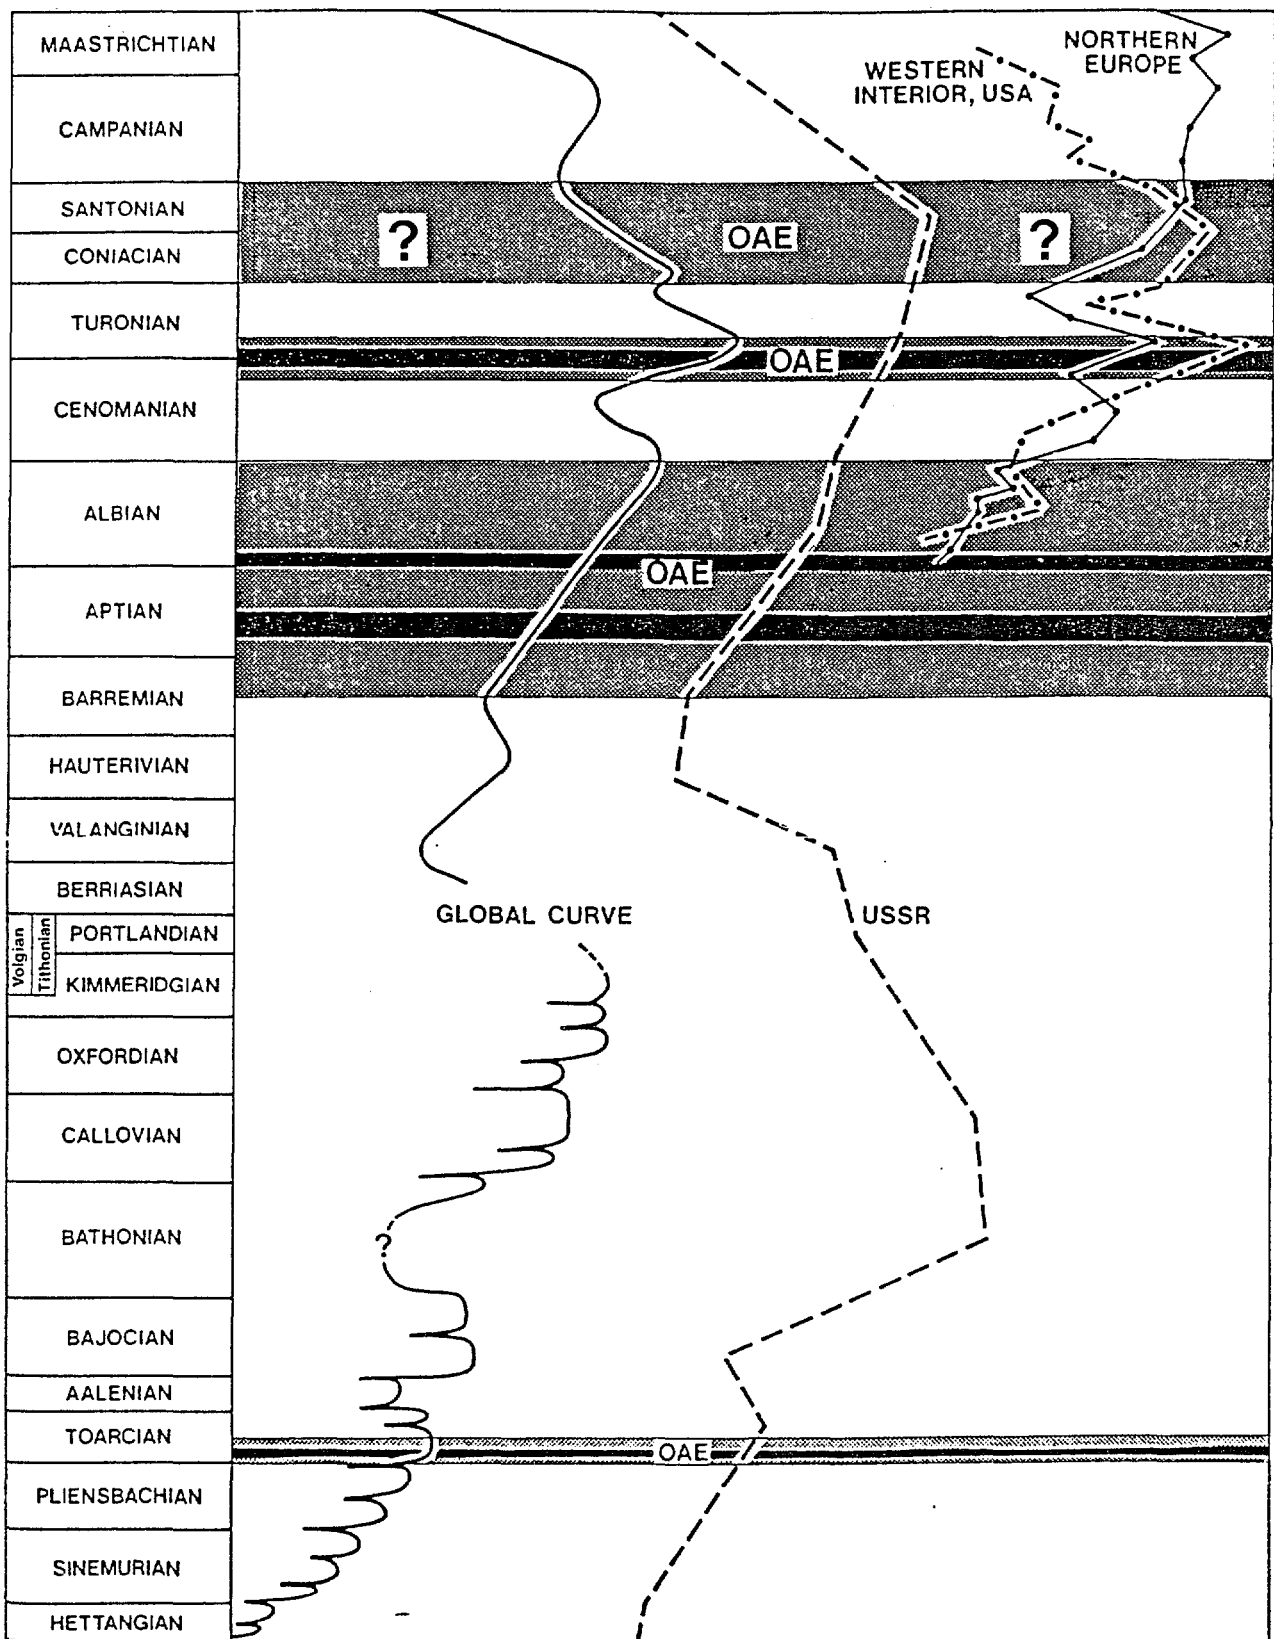 MAASTRICHTIAN
NORTHERN
EUROPE
WESTERN
INTERIOR, USA
CAMPANIAN
SANTONIAN
?
OAE
?
CONIACIAN
TURONIAN
OAE
CENOMANIAN
ALBIAN
OAE
APTIAN
BARREMIAN
HAUTERIVIAN
VALANGINIAN
BERRIASIAN
GLOBAL CURVE
USSR
Volgian
Tithonian
PORTLANDIAN
KIMMERIDGIAN
OXFORDIAN
CALLOVIAN
BATHONIAN
?
BAJOCIAN
AALENIAN
TOARCIAN
OAE
PLIENSBACHIAN
SINEMURIAN
HETTANGIAN